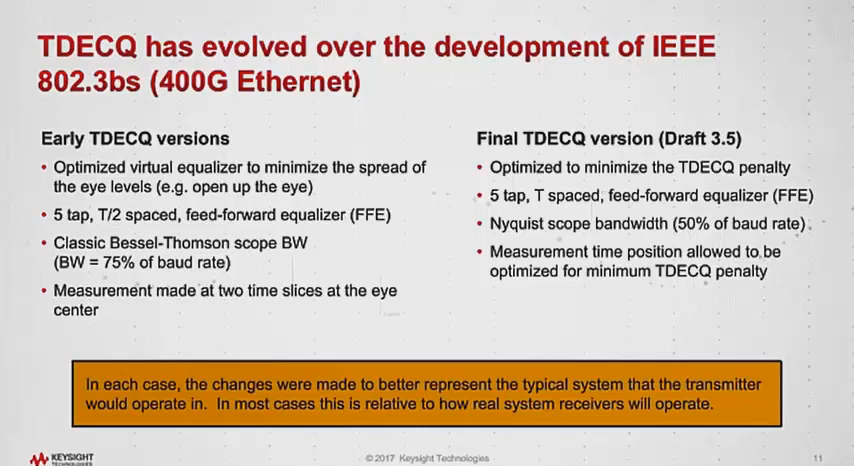 TDECQ has evolved over the development of IEEE
802.3bs (400G Ethernet)
Early TDECQ versions
• Optimized virtual equalizer to minimize the spread of
the eye levels (e.g. open up the eye)
• 5 tap, T/2 spaced, feed-forward equalizer (FFE)
• Classic Bessel-Thomson scope BW
(BW = 75% of baud rate)
• Measurement made at two time slices at the eye
center
Final TDECQ version (Draft 3.5)
• Optimized to minimize the TDECQ penalty
• 5 tap, T spaced, feed-forward equalizer (FFE)
• Nyquist scope bandwidth (50% of baud rate)
• Measurement time position allowed to be
optimized for minimum TDECQ penalty
In each case, the changes were made to better represent the typical system that the transmitter
would operate in. In most cases this is relative to how real system receivers will operate.
KEYSIGHT
TECHNOLOGIES
© 2017 Keysight Technologies
11